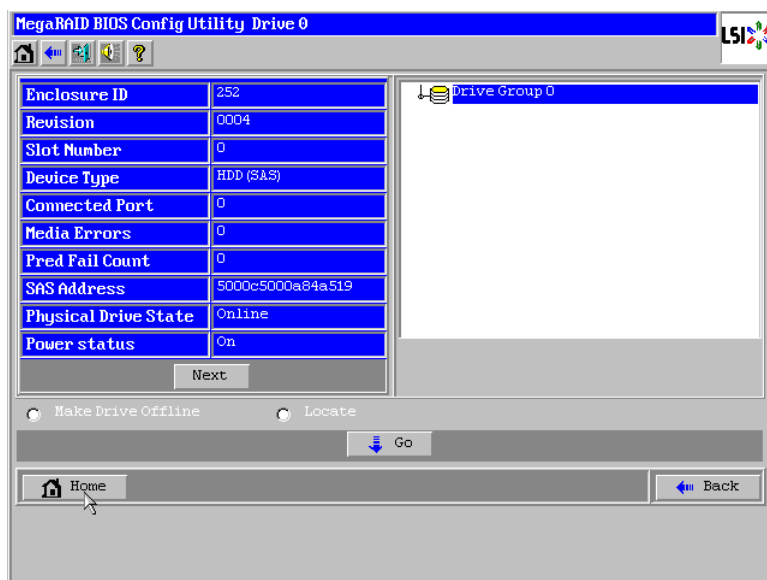 MegaRAID BIOS Config Utility Drive 0
LSI
Enclosure ID 252
Revision 0004
Slot Number 0
Device Type HDD (SAS)
Connected Port 0
Media Errors 0
Pred Fail Count 0
SAS Address 5000c5000a84a519
Physical Drive State Online
Power status On
Next
Drive Group 0
Make Drive Offline Locate
Go
Home Back